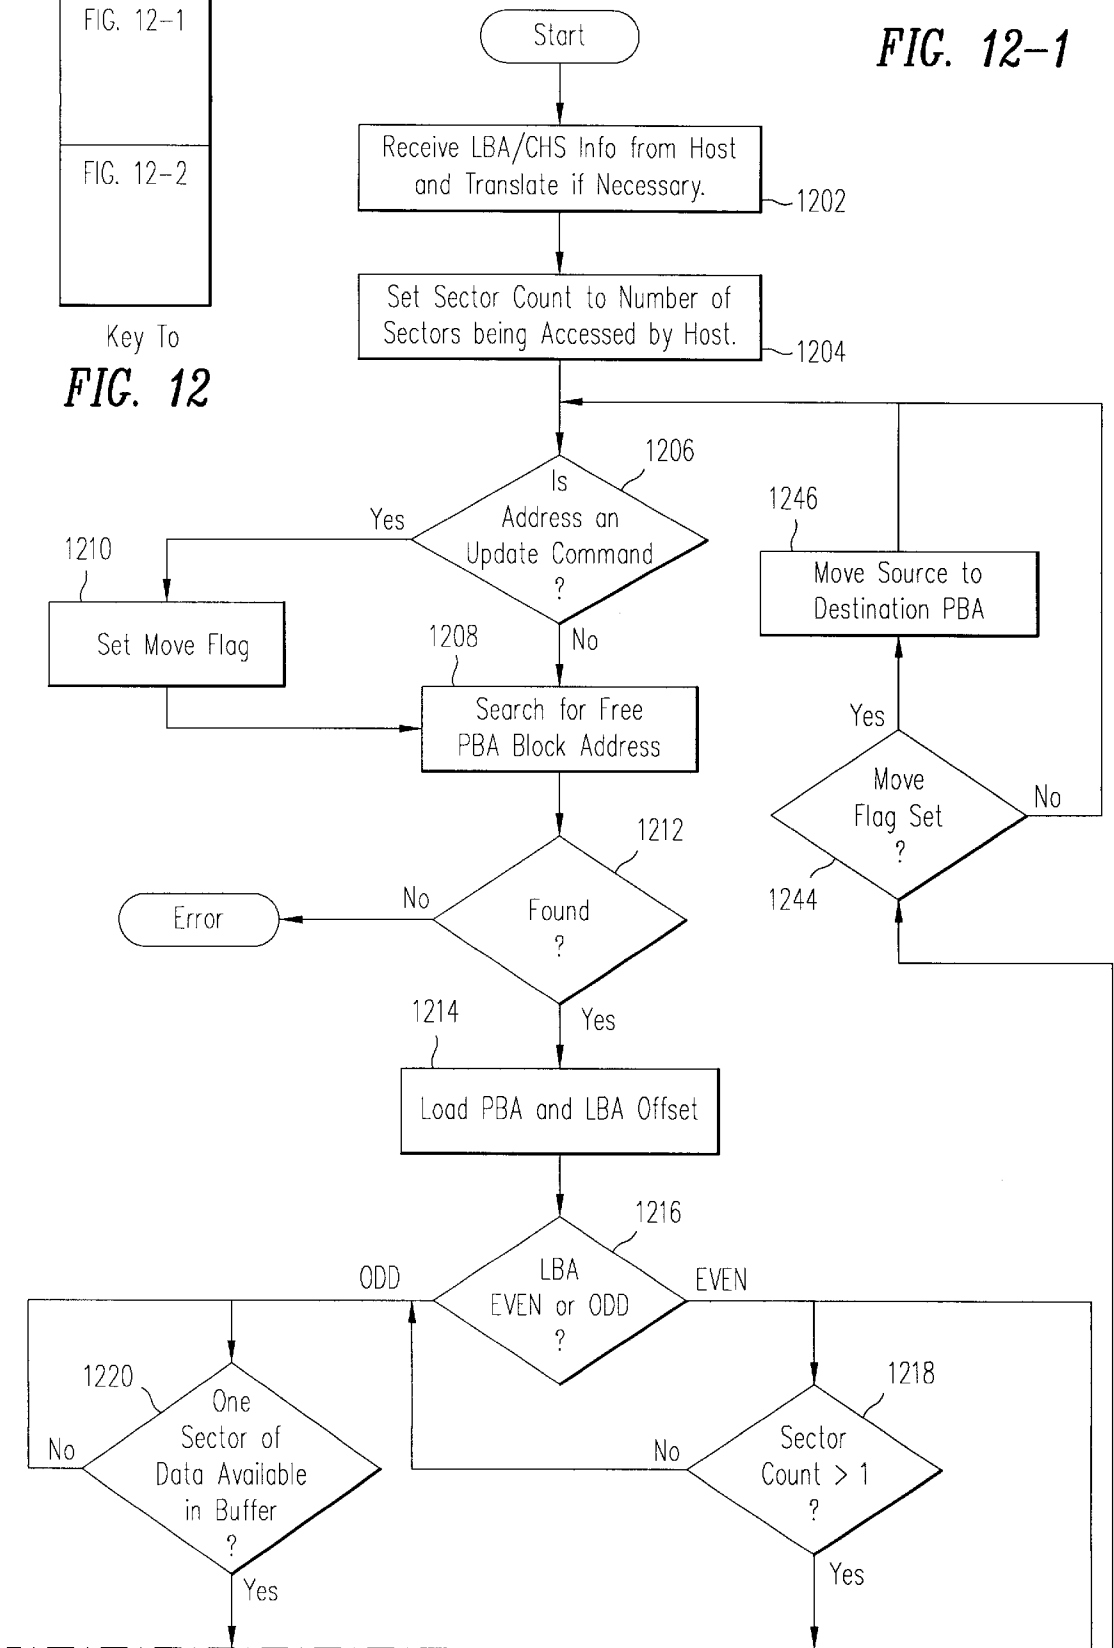 FIG. 12-1
FIG. 12-2
Key To
FIG. 12
FIG. 12-1
Start
Receive LBA/CHS Info from Host
and Translate if Necessary.
1202
Set Sector Count to Number of
Sectors being Accessed by Host.
1204
1206
Is
Address an
Update Command
?
Yes
No
1210
Set Move Flag
1208
Search for Free
PBA Block Address
1246
Move Source to
Destination PBA
Yes
Move
Flag Set
?
No
1244
1212
Found
?
No
Error
Yes
1214
Load PBA and LBA Offset
1216
LBA
EVEN or ODD
?
ODD
EVEN
1220
One
Sector of
Data Available
in Buffer
?
No
Yes
1218
Sector
Count > 1
?
No
Yes